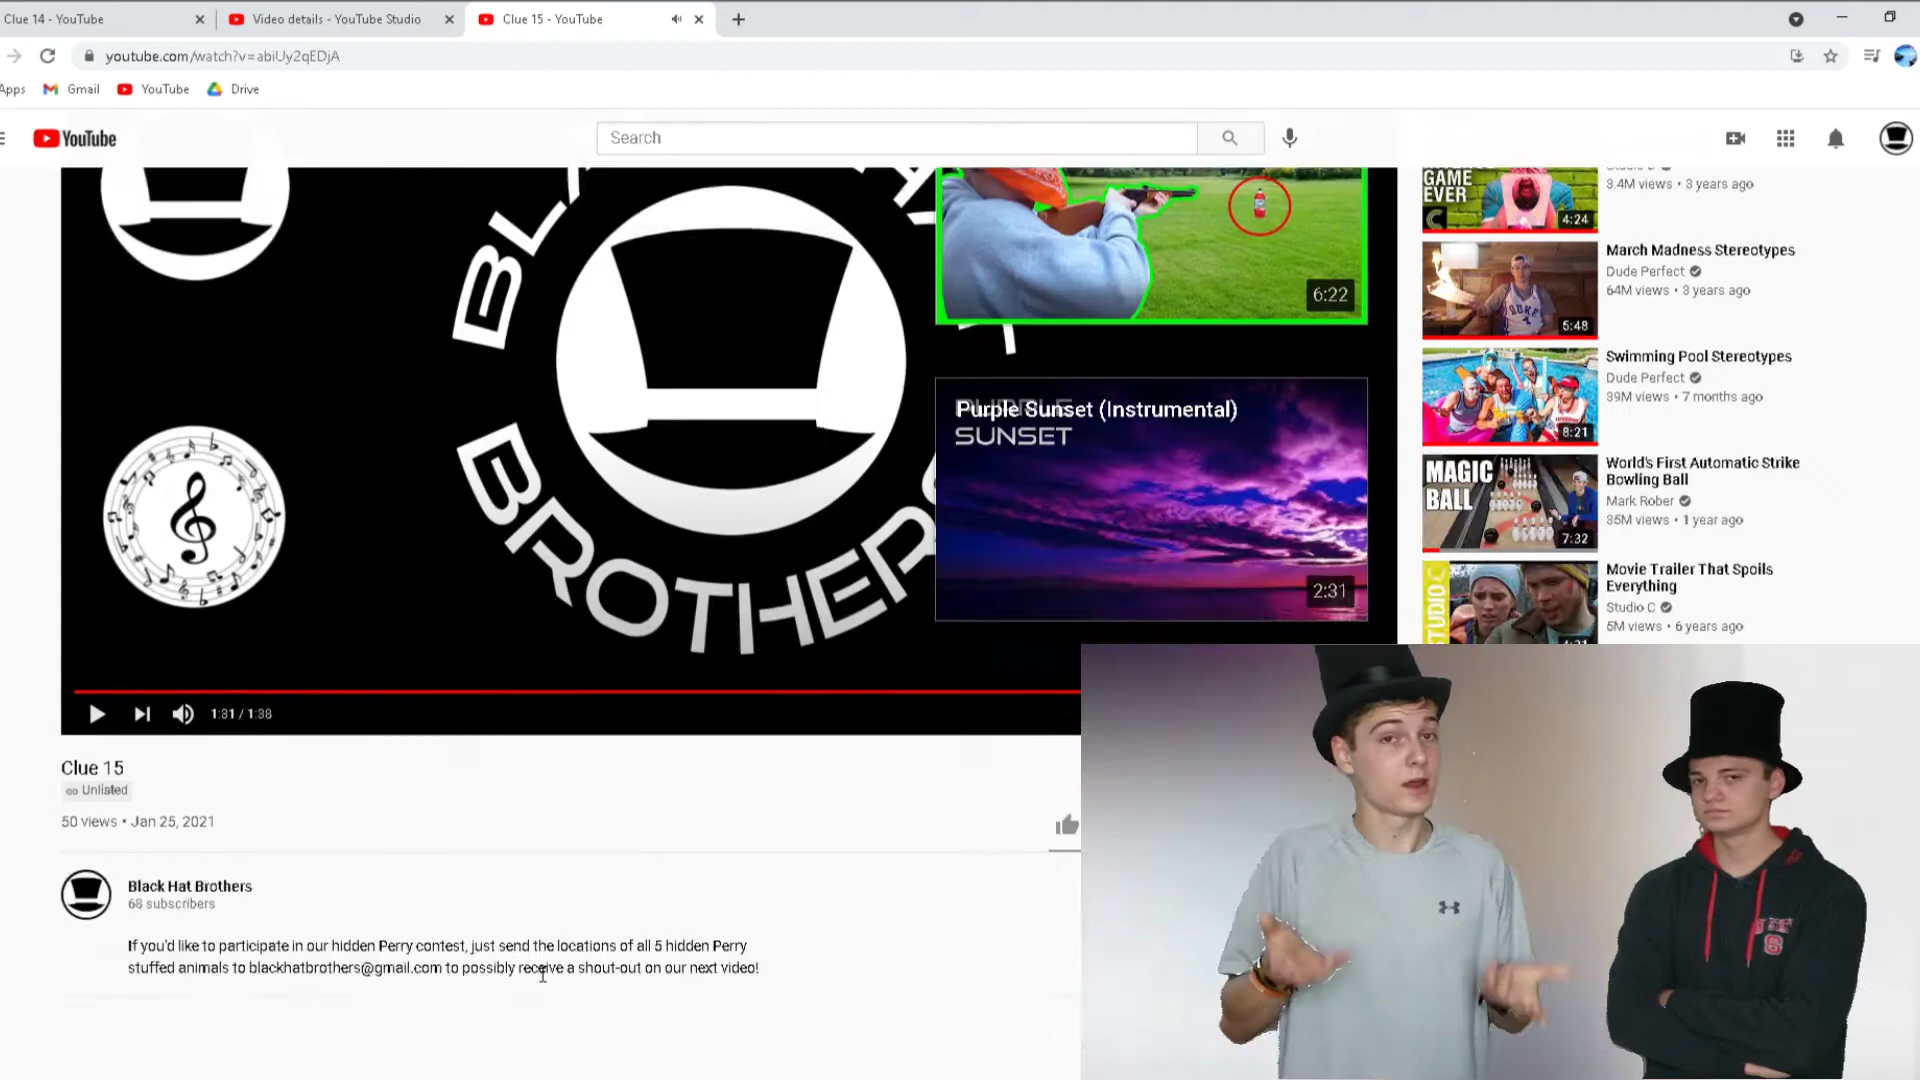 Clue 14 - YouTube
Video details - YouTube Studio
Clue 15 - YouTube
youtube.com/watch?v=abiUy2qEDjA
Apps
Gmail
YouTube
Drive
YouTube
Search
BROTHERS
6:22
Purple Sunset (Instrumental)
PURPLE
SUNSET
2:31
1:31 / 1:38
GAME
EVER
4:24
3.4M views • 3 years ago
March Madness Stereotypes
Dude Perfect
64M views • 3 years ago
DUKE
5:48
Swimming Pool Stereotypes
Dude Perfect
39M views • 7 months ago
8:21
MAGIC
BALL
7:32
World's First Automatic Strike
Bowling Ball
Mark Rober
35M views • 1 year ago
STUDIO C
Movie Trailer That Spoils
Everything
Studio C
5M views • 6 years ago
Clue 15
Unlisted
50 views • Jan 25, 2021
Black Hat Brothers
68 subscribers
If you'd like to participate in our hidden Perry contest, just send the locations of all 5 hidden Perry
stuffed animals to blackhatbrothers@gmail.com to possibly receive a shout-out on our next video!